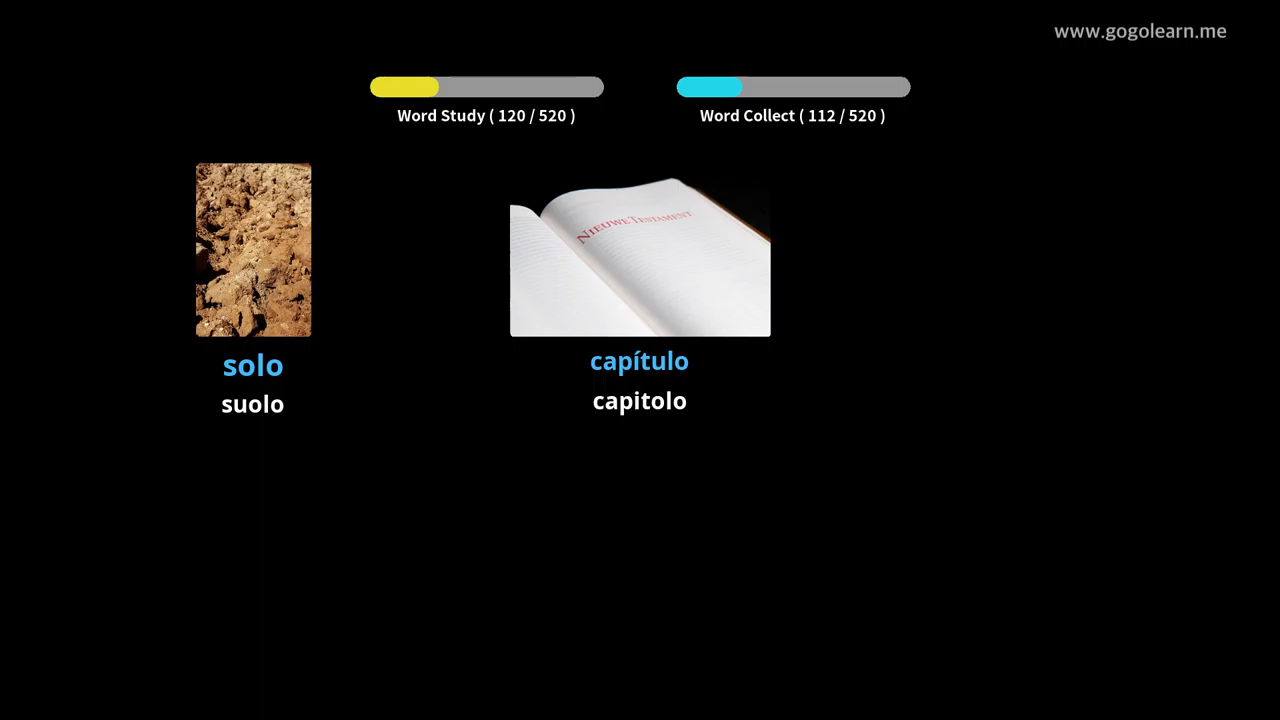 www.gogolearn.me
Word Study ( 120 / 520 )
Word Collect ( 112 / 520 )
NIEUWE TESTAMENT
solo
suolo
capítulo
capitolo